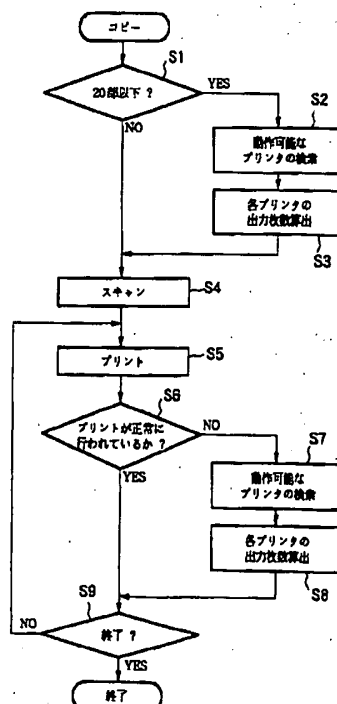 コピー
S1
20部以下 ?
YES
NO
S2
動作可能な
プリンタの検索
各プリンタの
出力枚数算出
S3
スキャン
S4
プリント
S5
S6
プリントが正常に
行われているか ?
NO
YES
S7
動作可能な
プリンタの検索
各プリンタの
出力枚数算出
S8
S9
終了 ?
NO
YES
終了